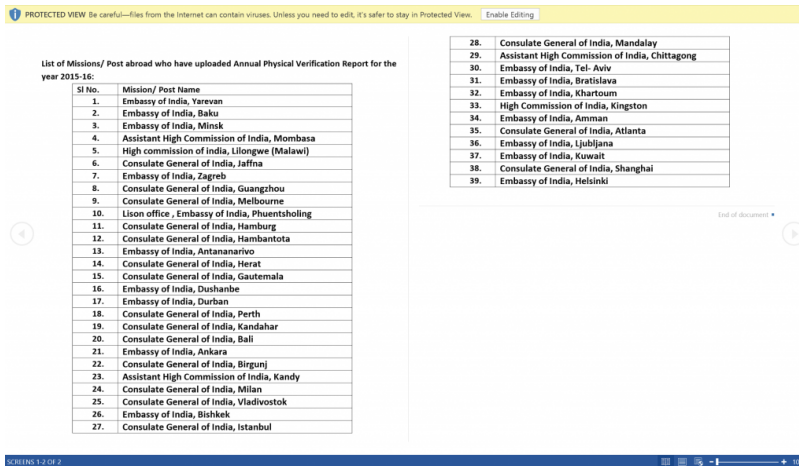 PROTECTED VIEW Be careful—files from the Internet can contain viruses. Unless you need to edit, it's safer to stay in Protected View. Enable Editing
List of Missions/ Post abroad who have uploaded Annual Physical Verification Report for the
year 2015-16:
Sl No. Mission/ Post Name
1. Embassy of India, Yarevan
2. Embassy of India, Baku
3. Embassy of India, Minsk
4. Assistant High Commission of India, Mombasa
5. High commission of india, Lilongwe (Malawi)
6. Consulate General of India, Jaffna
7. Embassy of India, Zagreb
8. Consulate General of India, Guangzhou
9. Consulate General of India, Melbourne
10. Lison office , Embassy of India, Phuentsholing
11. Consulate General of India, Hamburg
12. Consulate General of India, Hambantota
13. Embassy of India, Antananarivo
14. Consulate General of India, Herat
15. Consulate General of India, Gautemala
16. Embassy of India, Dushanbe
17. Embassy of India, Durban
18. Consulate General of India, Perth
19. Consulate General of India, Kandahar
20. Consulate General of India, Bali
21. Embassy of India, Ankara
22. Consulate General of India, Birgunj
23. Assistant High Commission of India, Kandy
24. Consulate General of India, Milan
25. Consulate General of India, Vladivostok
26. Embassy of India, Bishkek
27. Consulate General of India, Istanbul
28. Consulate General of India, Mandalay
29. Assistant High Commission of India, Chittagong
30. Embassy of India, Tel- Aviv
31. Embassy of India, Bratislava
32. Embassy of India, Khartoum
33. High Commission of India, Kingston
34. Embassy of India, Amman
35. Consulate General of India, Atlanta
36. Embassy of India, Ljubljana
37. Embassy of India, Kuwait
38. Consulate General of India, Shanghai
39. Embassy of India, Helsinki
End of document
SCREENS 1-2 OF 2